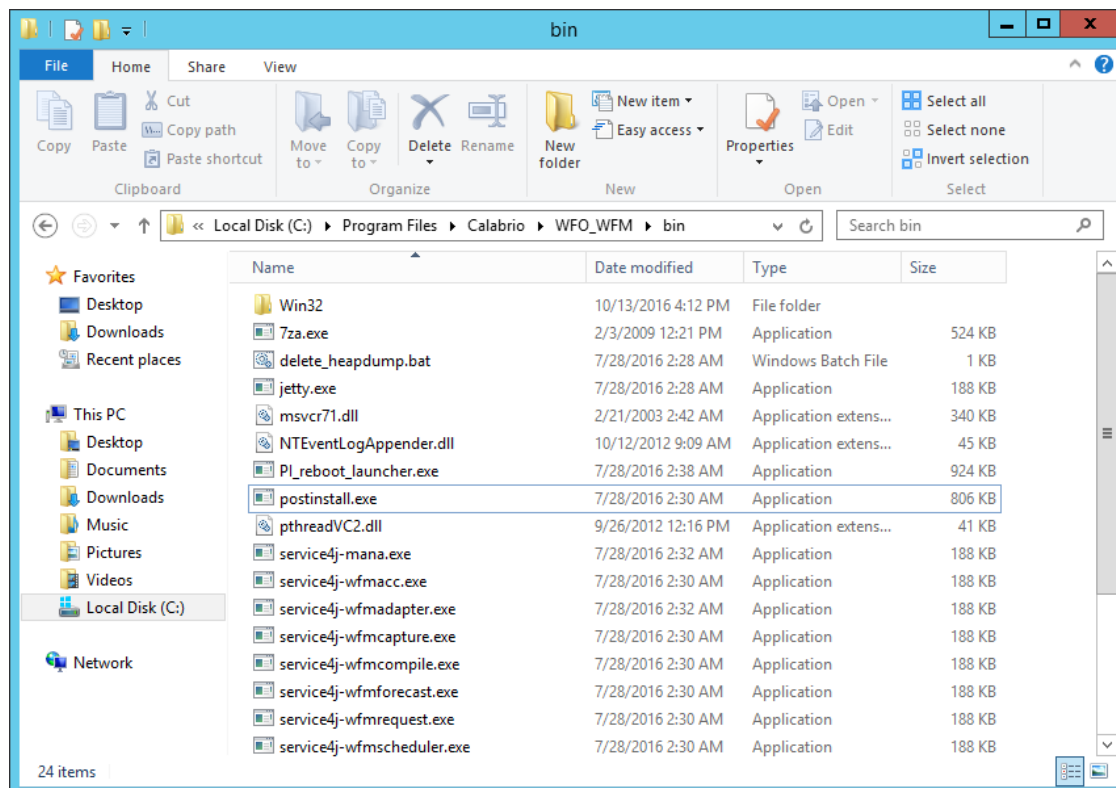 bin
File Home Share View
Copy
Paste
Cut
Copy path
Paste shortcut
Clipboard
Move to
Copy to
Delete
Rename
Organize
New folder
New item
Easy access
New
Properties
Open
Edit
Open
Select all
Select none
Invert selection
Select
« Local Disk (C:) Program Files Calabrio WFO_WFM bin
Search bin
Favorites
Desktop
Downloads
Recent places
This PC
Desktop
Documents
Downloads
Music
Pictures
Videos
Local Disk (C:)
Network
Name Date modified Type Size
Win32 10/13/2016 4:12 PM File folder
7za.exe 2/3/2009 12:21 PM Application 524 KB
delete_heapdump.bat 7/28/2016 2:28 AM Windows Batch File 1 KB
jetty.exe 7/28/2016 2:28 AM Application 188 KB
msvcr71.dll 2/21/2003 2:42 AM Application extens... 340 KB
NTEventLogAppender.dll 10/12/2012 9:09 AM Application extens... 45 KB
PI_reboot_launcher.exe 7/28/2016 2:38 AM Application 924 KB
postinstall.exe 7/28/2016 2:30 AM Application 806 KB
pthreadVC2.dll 9/26/2012 12:16 PM Application extens... 41 KB
service4j-mana.exe 7/28/2016 2:32 AM Application 188 KB
service4j-wfmacc.exe 7/28/2016 2:30 AM Application 188 KB
service4j-wfmadapter.exe 7/28/2016 2:32 AM Application 188 KB
service4j-wfmcapture.exe 7/28/2016 2:30 AM Application 188 KB
service4j-wfmcompile.exe 7/28/2016 2:30 AM Application 188 KB
service4j-wfmforecast.exe 7/28/2016 2:30 AM Application 188 KB
service4j-wfmrequest.exe 7/28/2016 2:30 AM Application 188 KB
service4j-wfmscheduler.exe 7/28/2016 2:30 AM Application 188 KB
24 items